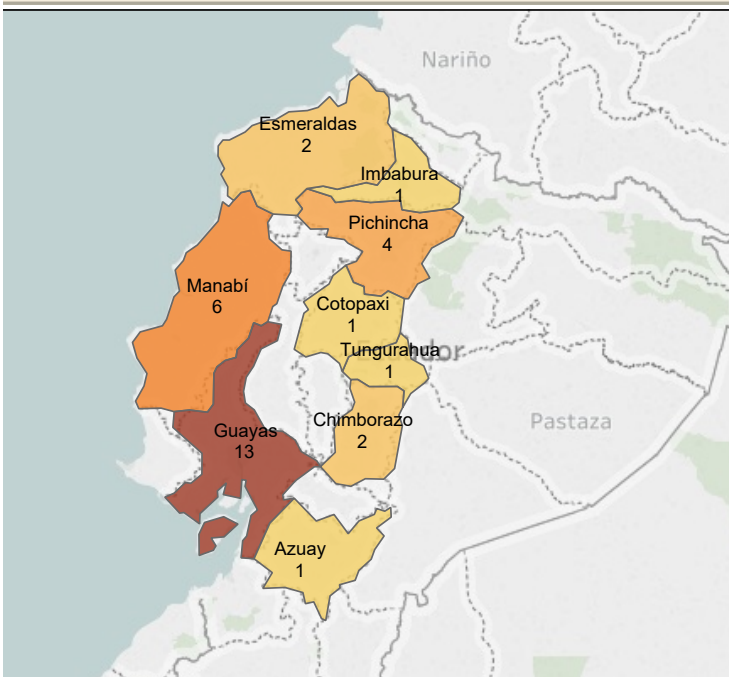 Nariño
Esmeraldas
2
Imbabura
1
Pichincha
4
Manabí
6
Cotopaxi
1
Tungurahua
1
Chimborazo
2
Pastaza
Guayas
13
Azuay
1